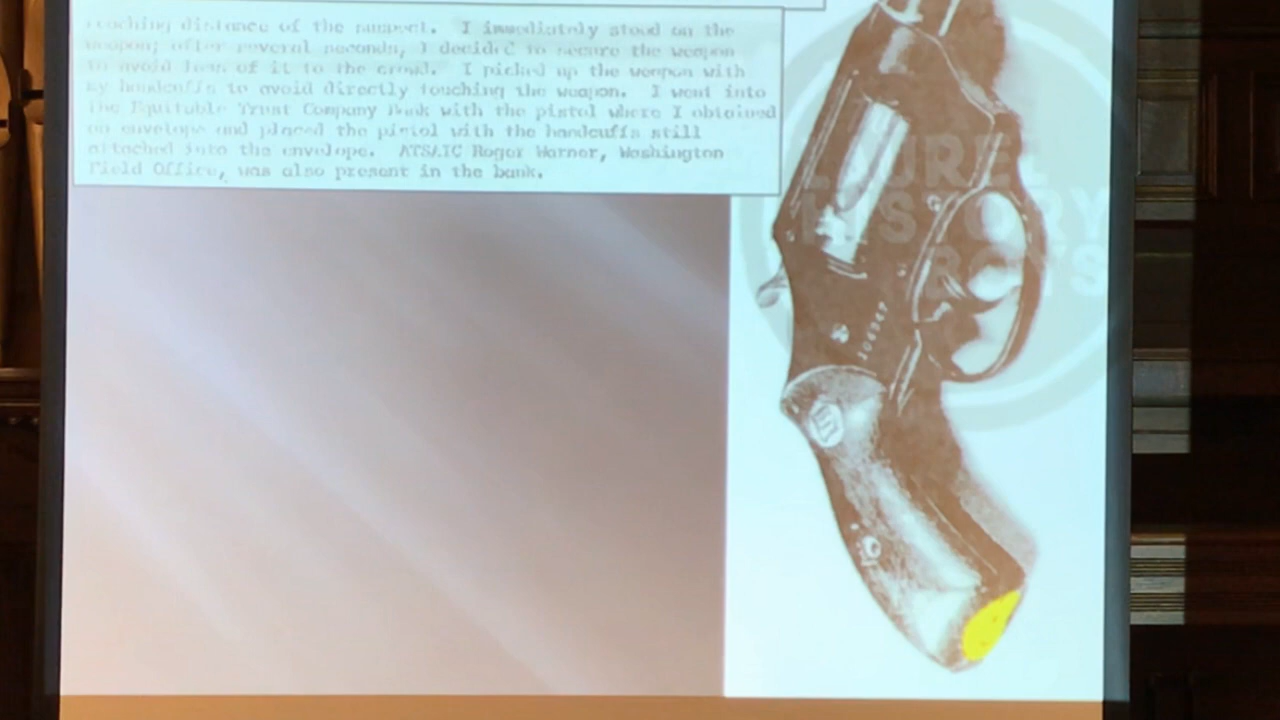 reaching distance of the suspect. I immediately stood on the
weapon; after several seconds, I decided to secure the weapon
to avoid loss of it to the crowd. I picked up the weapon with
my handcuffs to avoid directly touching the weapon. I went into
the Equitable Trust Company Bank with the pistol where I obtained
an envelope and placed the pistol with the handcuffs still
attached into the envelope. ATSAIC Roger Warner, Washington
Field Office, was also present in the bank.
LAUREL
HISTORY
BOYS